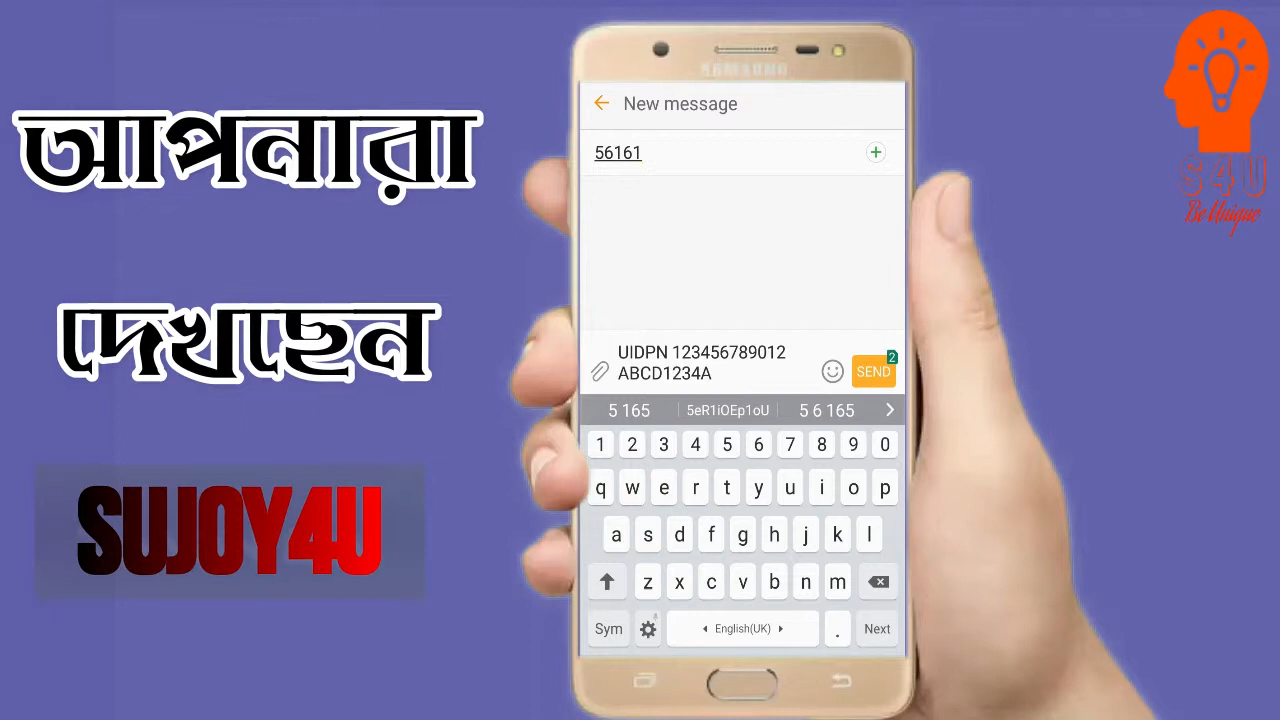 আপনারা
দেখছেন
SUJOY4U
SAMSUNG
New message
56161
UIDPN 123456789012
ABCD1234A
2
SEND
5 165
5eR1iOEp1oU
5 6 165
1 2 3 4 5 6 7 8 9 0
q w e r t y u i o p
a s d f g h j k l
z x c v b n m
Sym
English(UK)
.
Next
S 4 U
Be Unique